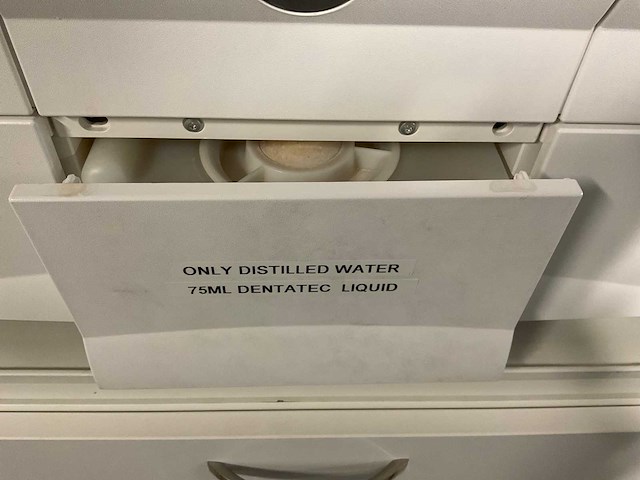 ONLY DISTILLED WATER
75ML DENTATEC LIQUID